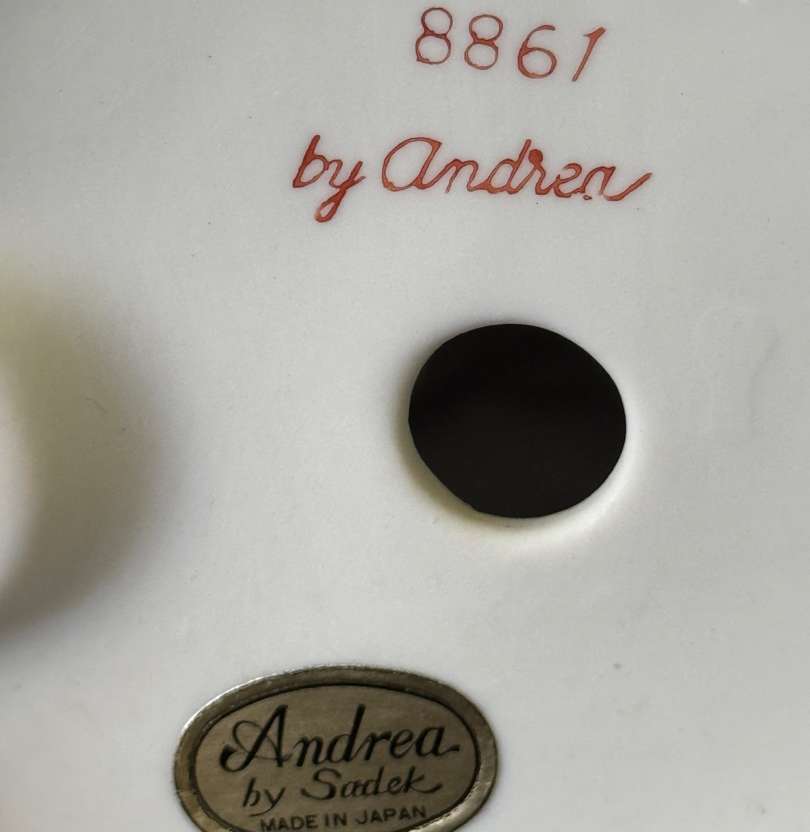 8861
by Andrea
Andrea
by Sadek
MADE IN JAPAN